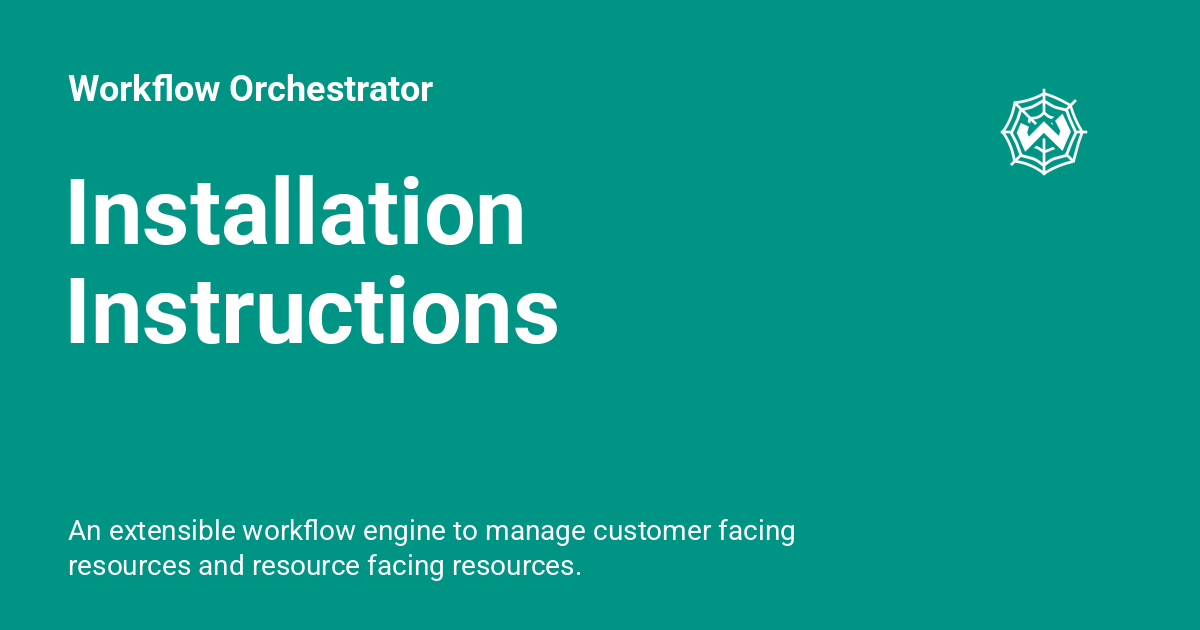 Workflow Orchestrator
W
Installation
Instructions
An extensible workflow engine to manage customer facing
resources and resource facing resources.